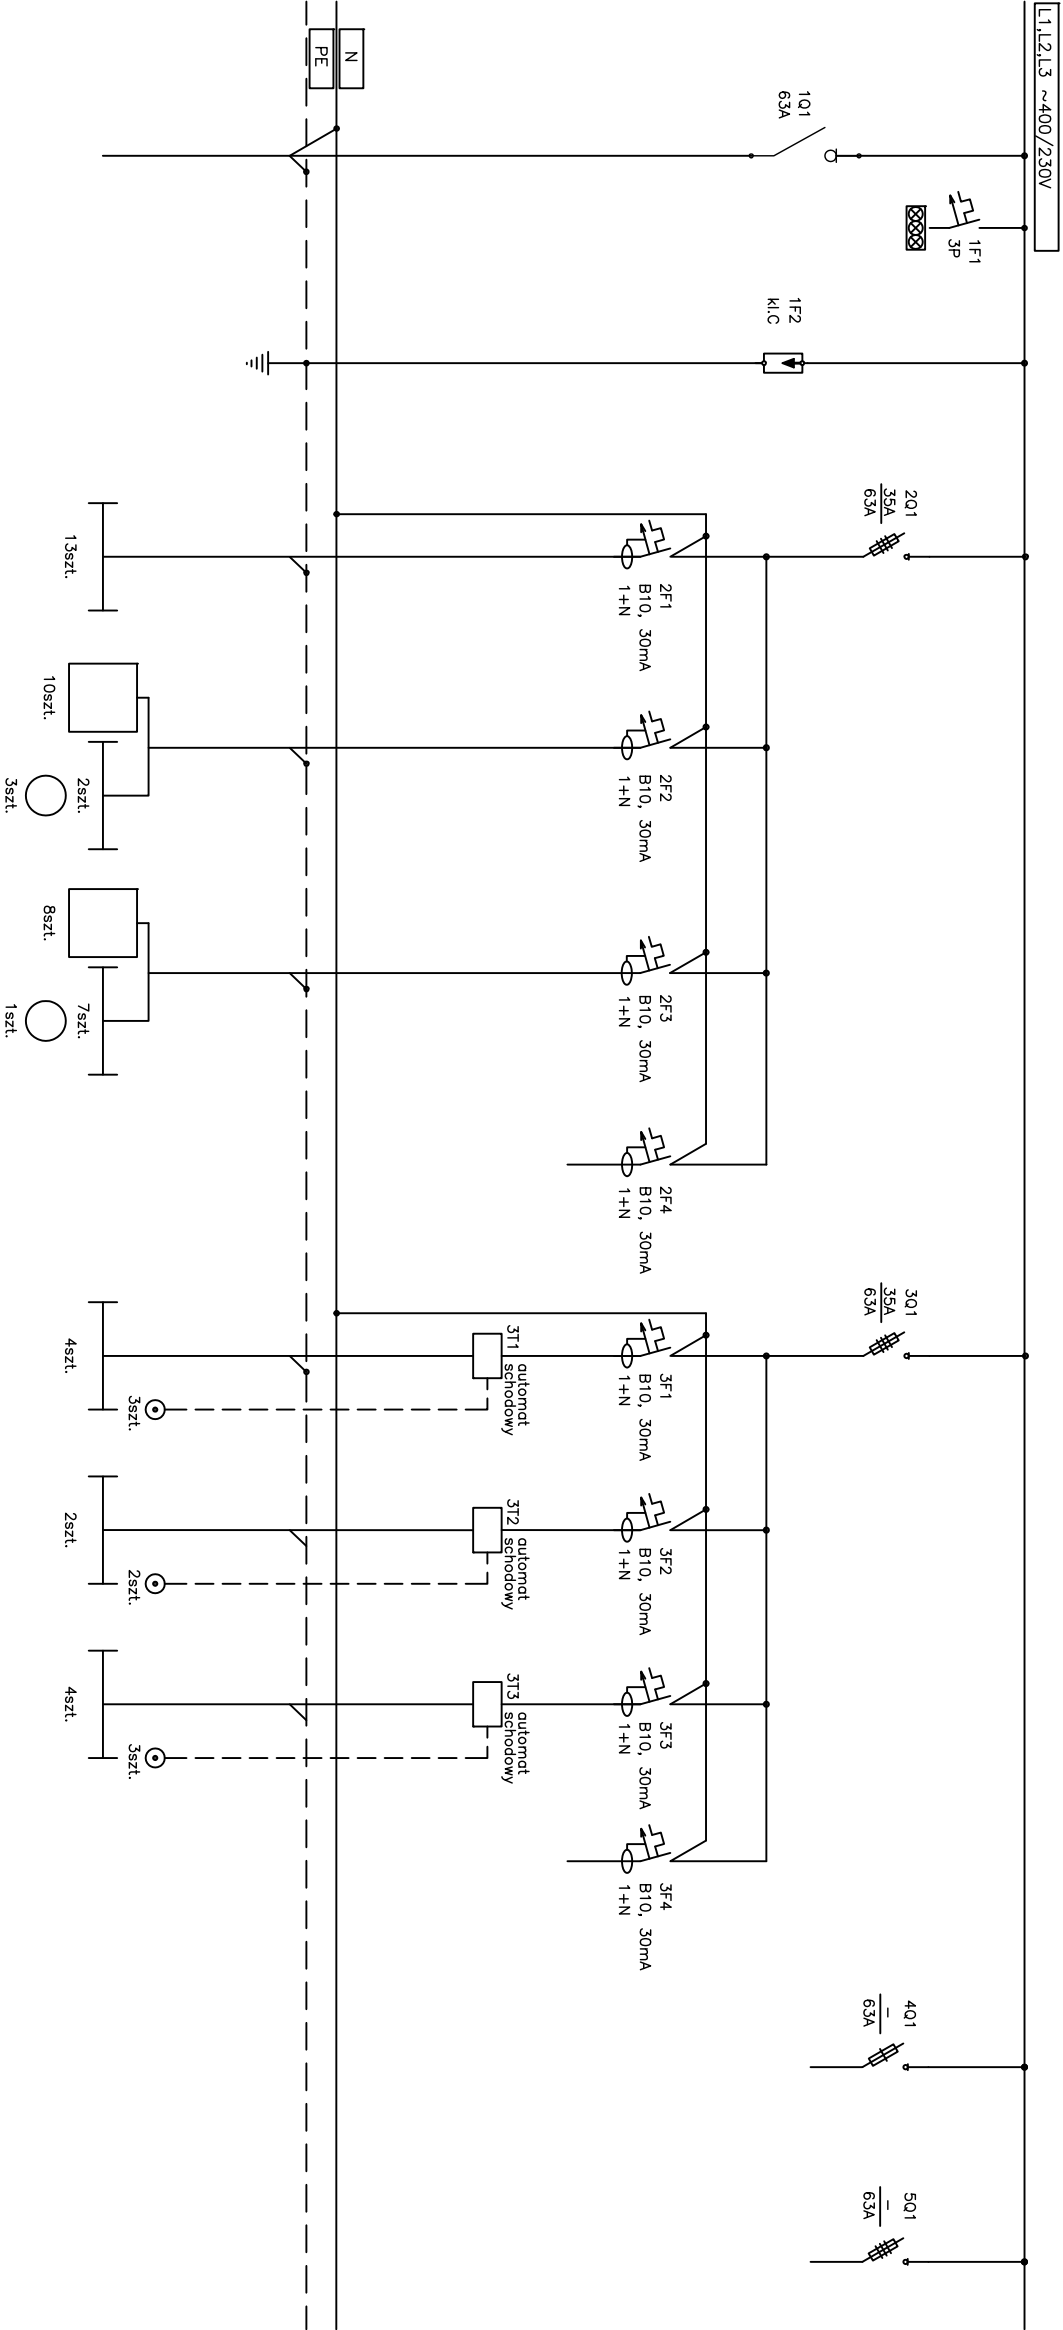 L1,L2,L3 ~400/230V
N
PE
1Q1
63A
1F1
3P
1F2
kl.C
2Q1
35A
63A
2F1
B10, 30mA
1+N
13szt.
2F2
B10, 30mA
1+N
10szt.
2szt.
3szt.
2F3
B10, 30mA
1+N
8szt.
7szt.
1szt.
2F4
B10, 30mA
1+N
3Q1
35A
63A
3F1
B10, 30mA
1+N
3T1
automat
schodowy
4szt.
3szt.
3F2
B10, 30mA
1+N
3T2
automat
schodowy
2szt.
2szt.
3F3
B10, 30mA
1+N
3T3
automat
schodowy
4szt.
3szt.
3F4
B10, 30mA
1+N
4Q1
–
63A
5Q1
–
63A